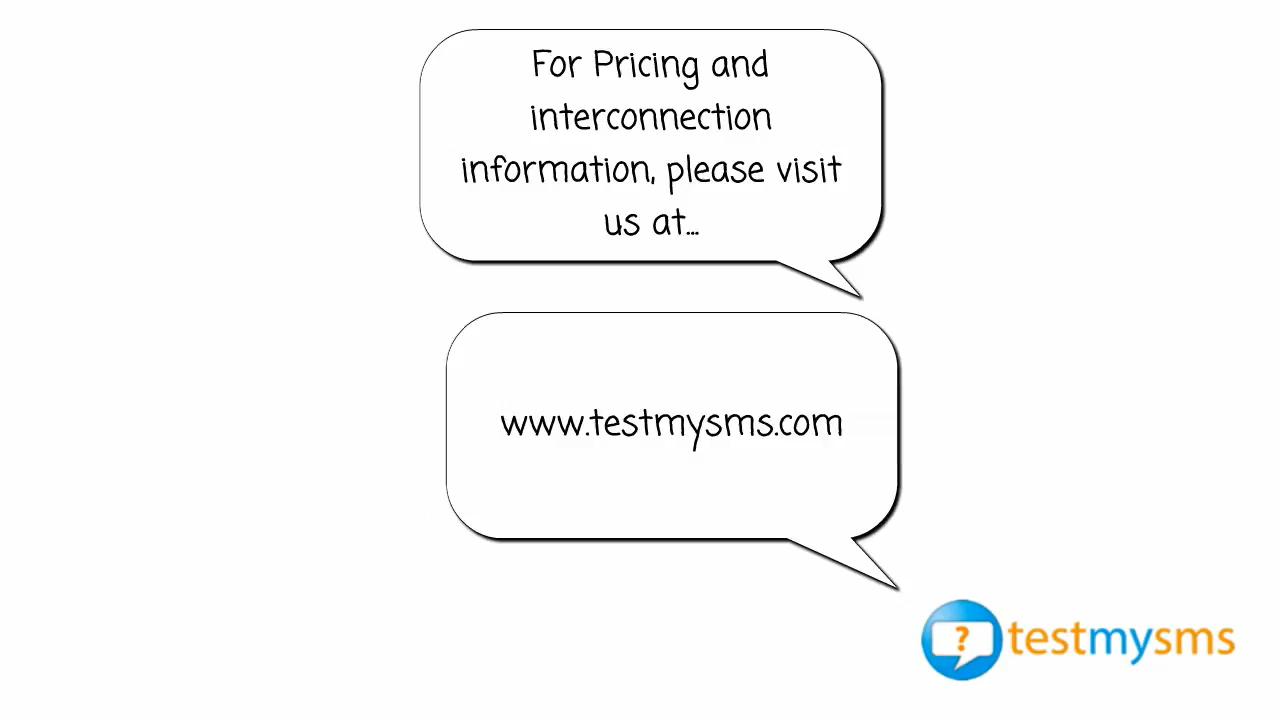 For Pricing and
interconnection
information, please visit
us at...
www.testmysms.com
?
testmysms